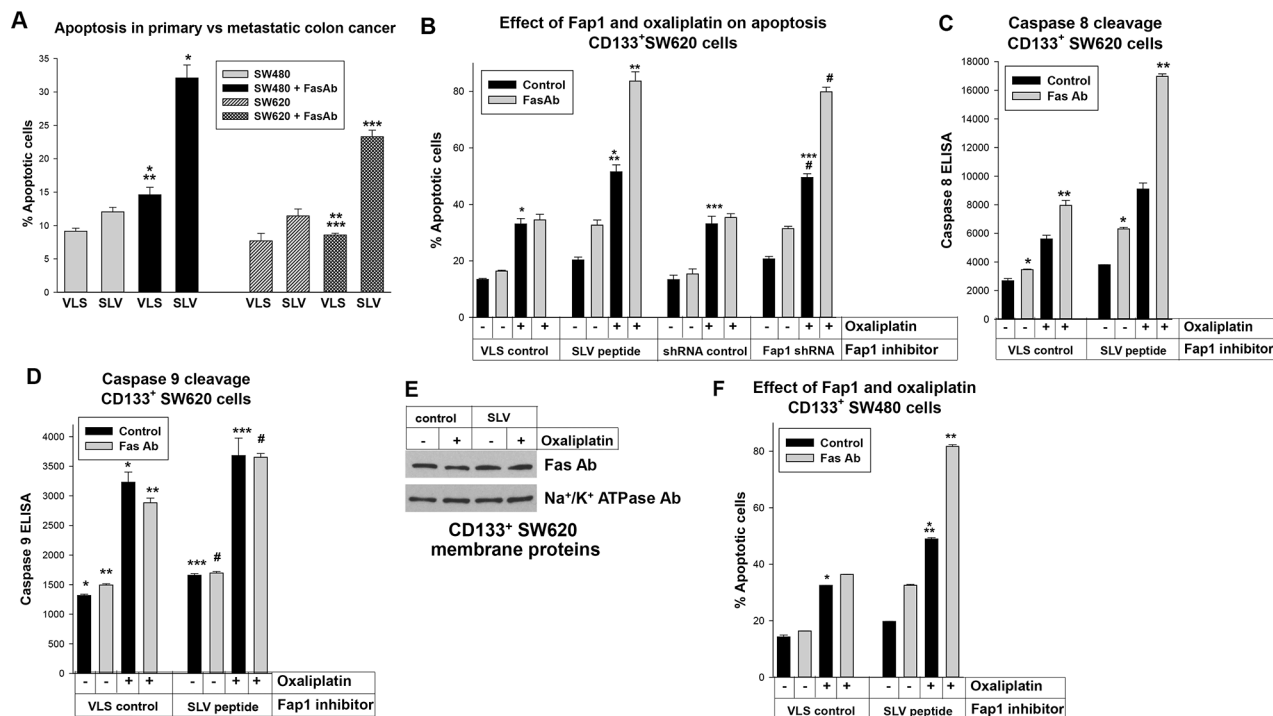 A
Apoptosis in primary vs metastatic colon cancer
% Apoptotic cells
35
30
25
20
15
10
5
0
SW480
SW480 + FasAb
SW620
SW620 + FasAb
*
*
**
**
***
***
VLS SLV VLS SLV VLS SLV VLS SLV
B
Effect of Fap1 and oxaliplatin on apoptosis
CD133+SW620 cells
% Apoptotic cells
80
60
40
20
0
Control
FasAb
*
*
**
**
***
***
#
#
- - + + - - + + - - + + - - + + Oxaliplatin
VLS control SLV peptide shRNA control Fap1 shRNA Fap1 inhibitor
C
Caspase 8 cleavage
CD133+ SW620 cells
Caspase 8 ELISA
18000
16000
14000
12000
10000
8000
6000
4000
2000
0
Control
Fas Ab
*
**
*
**
- - + + - - + + Oxaliplatin
VLS control SLV peptide Fap1 inhibitor
D
Caspase 9 cleavage
CD133+ SW620 cells
Caspase 9 ELISA
4000
3500
3000
2500
2000
1500
1000
500
0
Control
Fas Ab
*
**
*
**
***
#
***
#
- - + + - - + + Oxaliplatin
VLS control SLV peptide Fap1 inhibitor
E
control SLV
- + - + Oxaliplatin
Fas Ab
Na+/K+ ATPase Ab
CD133+ SW620
membrane proteins
F
Effect of Fap1 and oxaliplatin
CD133+ SW480 cells
% Apoptotic cells
80
60
40
20
0
Control
Fas Ab
*
*
**
**
- - + + - - + + Oxaliplatin
VLS control SLV peptide Fap1 inhibitor